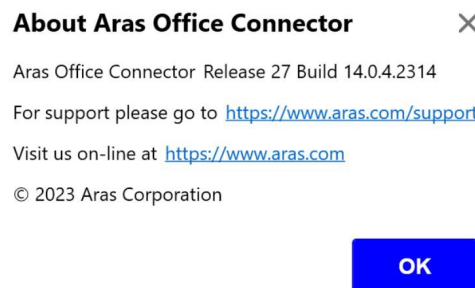 About Aras Office Connector
Aras Office Connector Release 27 Build 14.0.4.2314
For support please go to https://www.aras.com/support
Visit us on-line at https://www.aras.com
© 2023 Aras Corporation
OK